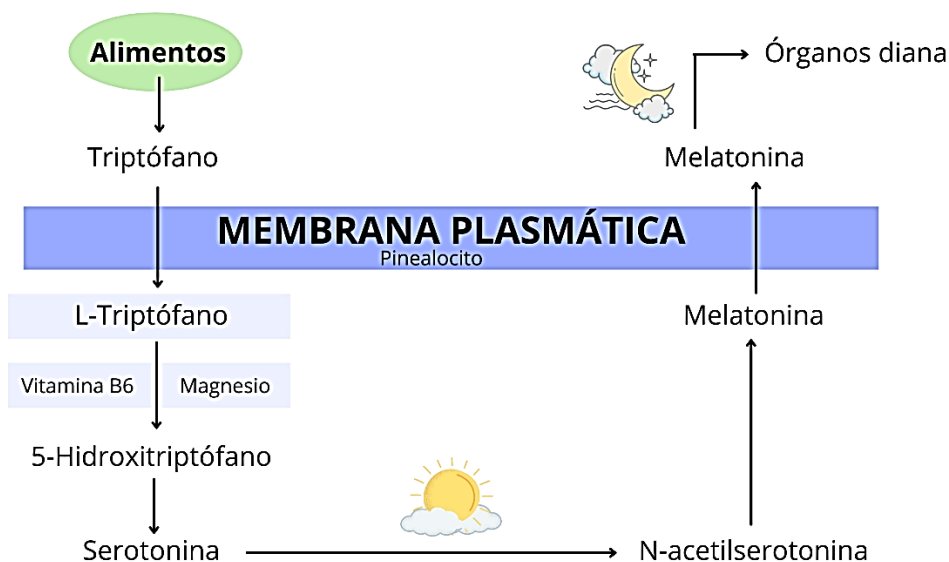 Alimentos
Triptófano
MEMBRANA PLASMÁTICA
Pinealocito
L-Triptófano
Vitamina B6
Magnesio
5-Hidroxitriptófano
Serotonina
N-acetilserotonina
Melatonina
Melatonina
Órganos diana